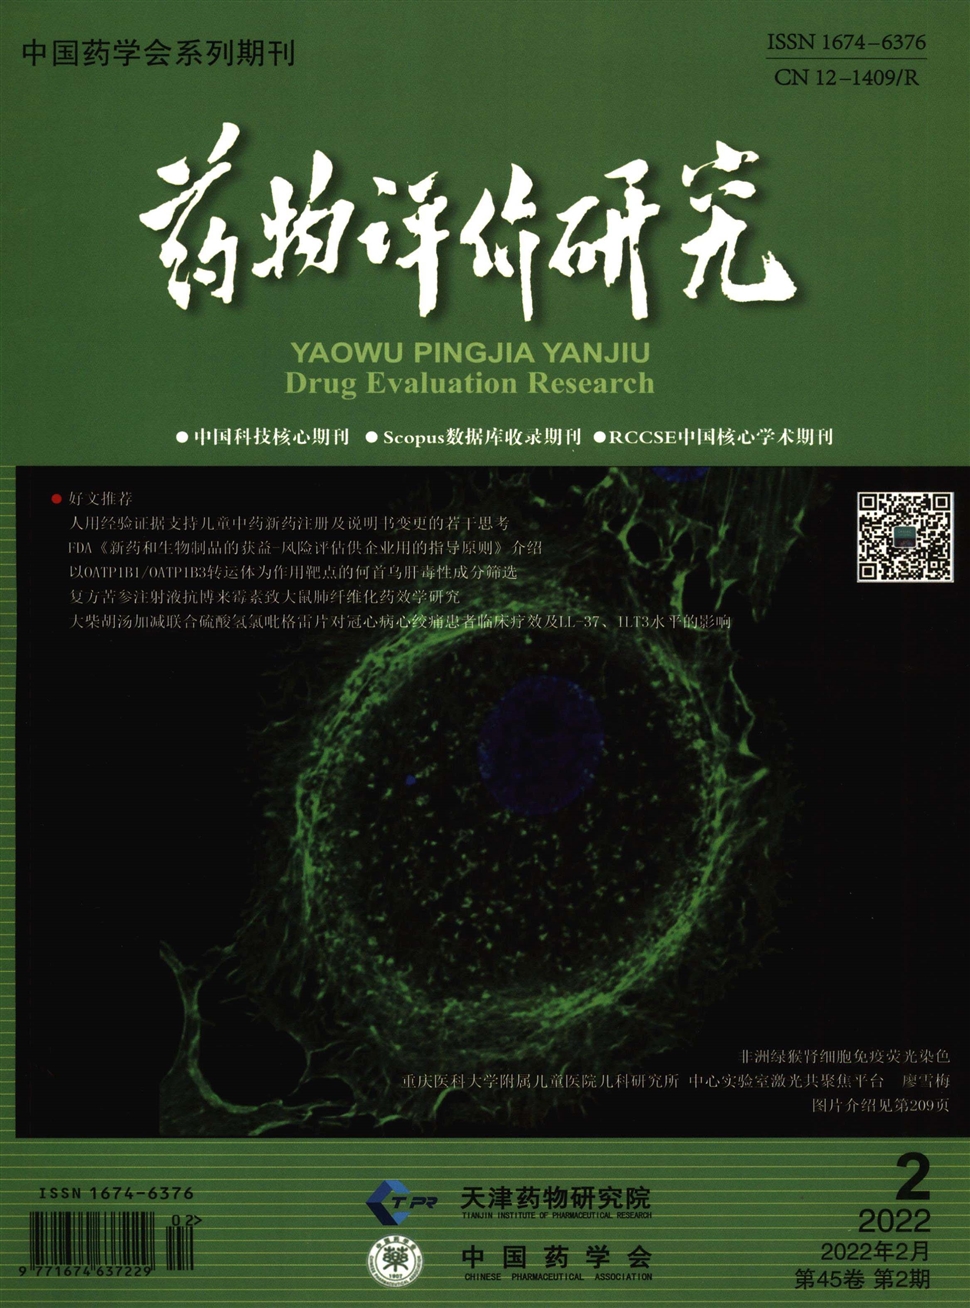 中国药学会系列期刊
ISSN 1674-6376
CN 12-1409/R
药物评价研究
YAOWU PINGJIA YANJIU
Drug Evaluation Research
●中国科技核心期刊 ●Scopus数据库收录期刊 ●RCCSE中国核心学术期刊
●好文推荐
人用经验证据支持儿童中药新药注册及说明书变更的若干思考
FDA《新药和生物制品的获益-风险评估供企业用的指导原则》介绍
以OATP1B1/OATP1B3转运体为作用靶点的何首乌肝毒性成分筛选
复方苦参注射液抗博来霉素致大鼠肺纤维化药效学研究
大柴胡汤加减联合硫酸氢氯吡格雷片对冠心病心绞痛患者临床疗效及LL-37、ILT3水平的影响
非洲绿猴肾细胞免疫荧光染色
重庆医科大学附属儿童医院儿科研究所 中心实验室激光共聚焦平台 廖雪梅
图片介绍见第209页
ISSN 1674-6376
02>
9 771674 637229
TIPR
天津药物研究院
TIANJIN INSTITUTE OF PHARMACEUTICAL RESEARCH
药
1907
中国药学会
CHINESE PHARMACEUTICAL ASSOCIATION
2
2022
2022年2月
第45卷 第2期